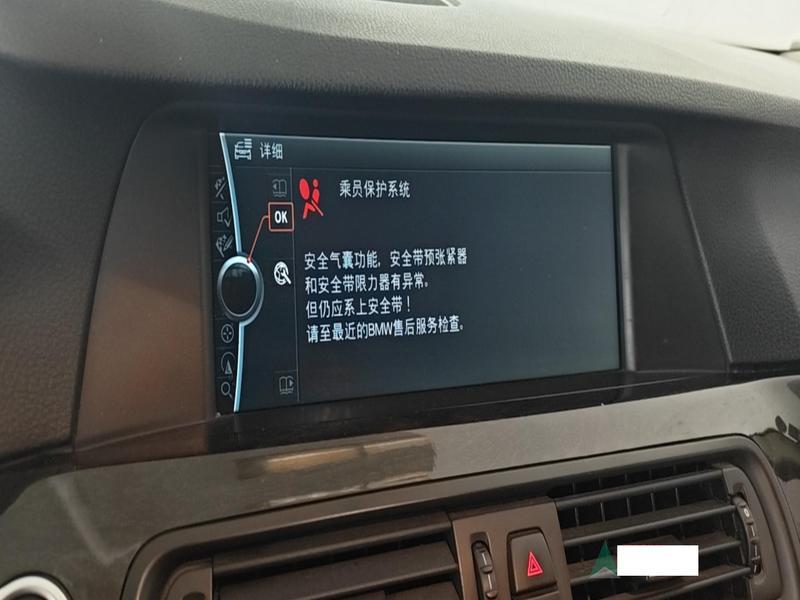 详细
乘员保护系统
OK
安全气囊功能，安全带预张紧器
和安全带限力器有异常。
但仍应系上安全带！
请至最近的BMW售后服务检查。